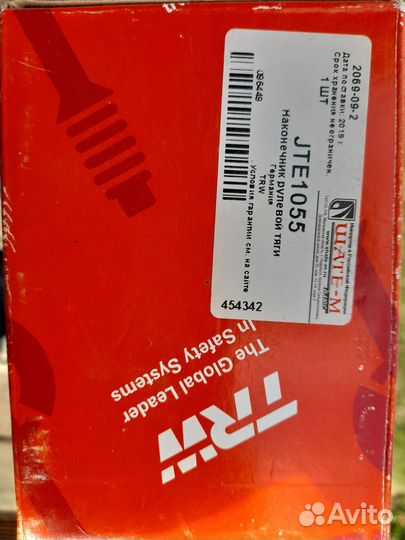 2069-09-2
Дата поставки: 2019 г.
Срок хранения неограничен.
1 ШТ
096449
JTE1055
Наконечник рулевой тяги
TRW
Германия
Условия гарантии см. на сайте
ШАТЕ-М
454342
TRW
The Global Leader
In Safety Systems
Avito